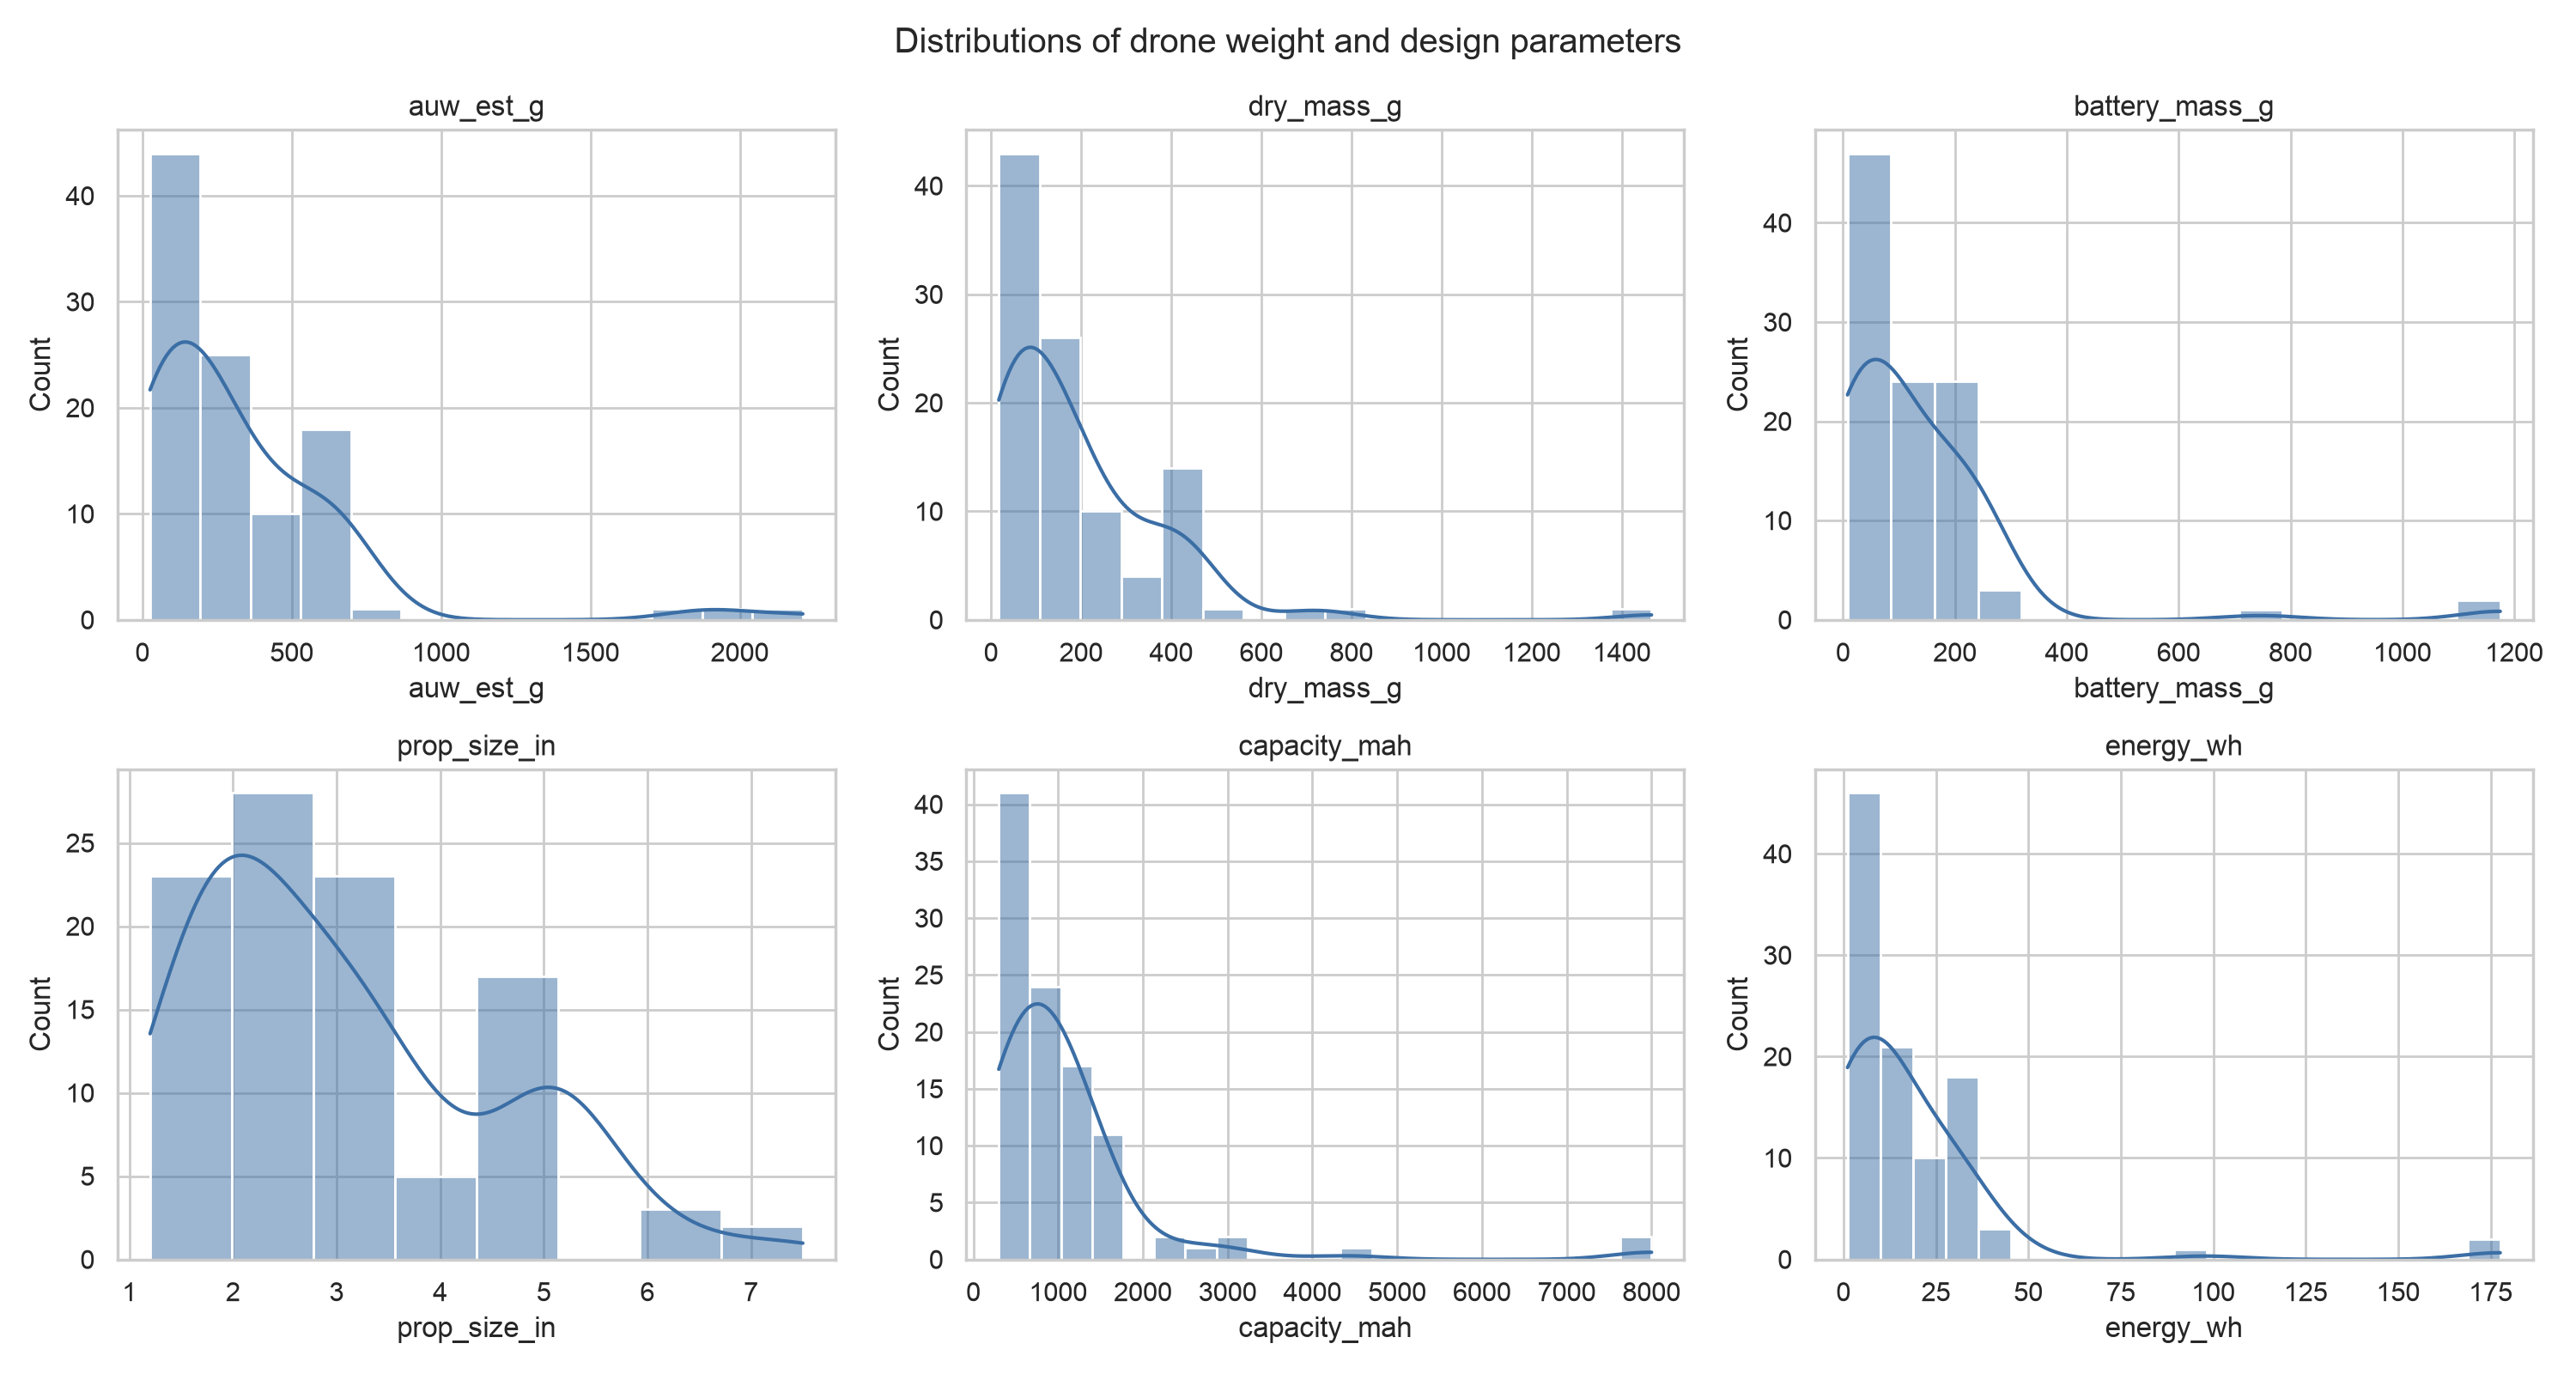 Distributions of drone weight and design parameters
auw_est_g
Count
40
30
20
10
0
0 500 1000 1500 2000
auw_est_g
dry_mass_g
Count
40
30
20
10
0
0 200 400 600 800 1000 1200 1400
dry_mass_g
battery_mass_g
Count
40
30
20
10
0
0 200 400 600 800 1000 1200
battery_mass_g
prop_size_in
Count
25
20
15
10
5
0
1 2 3 4 5 6 7
prop_size_in
capacity_mah
Count
40
35
30
25
20
15
10
5
0
0 1000 2000 3000 4000 5000 6000 7000 8000
capacity_mah
energy_wh
Count
40
30
20
10
0
0 25 50 75 100 125 150 175
energy_wh